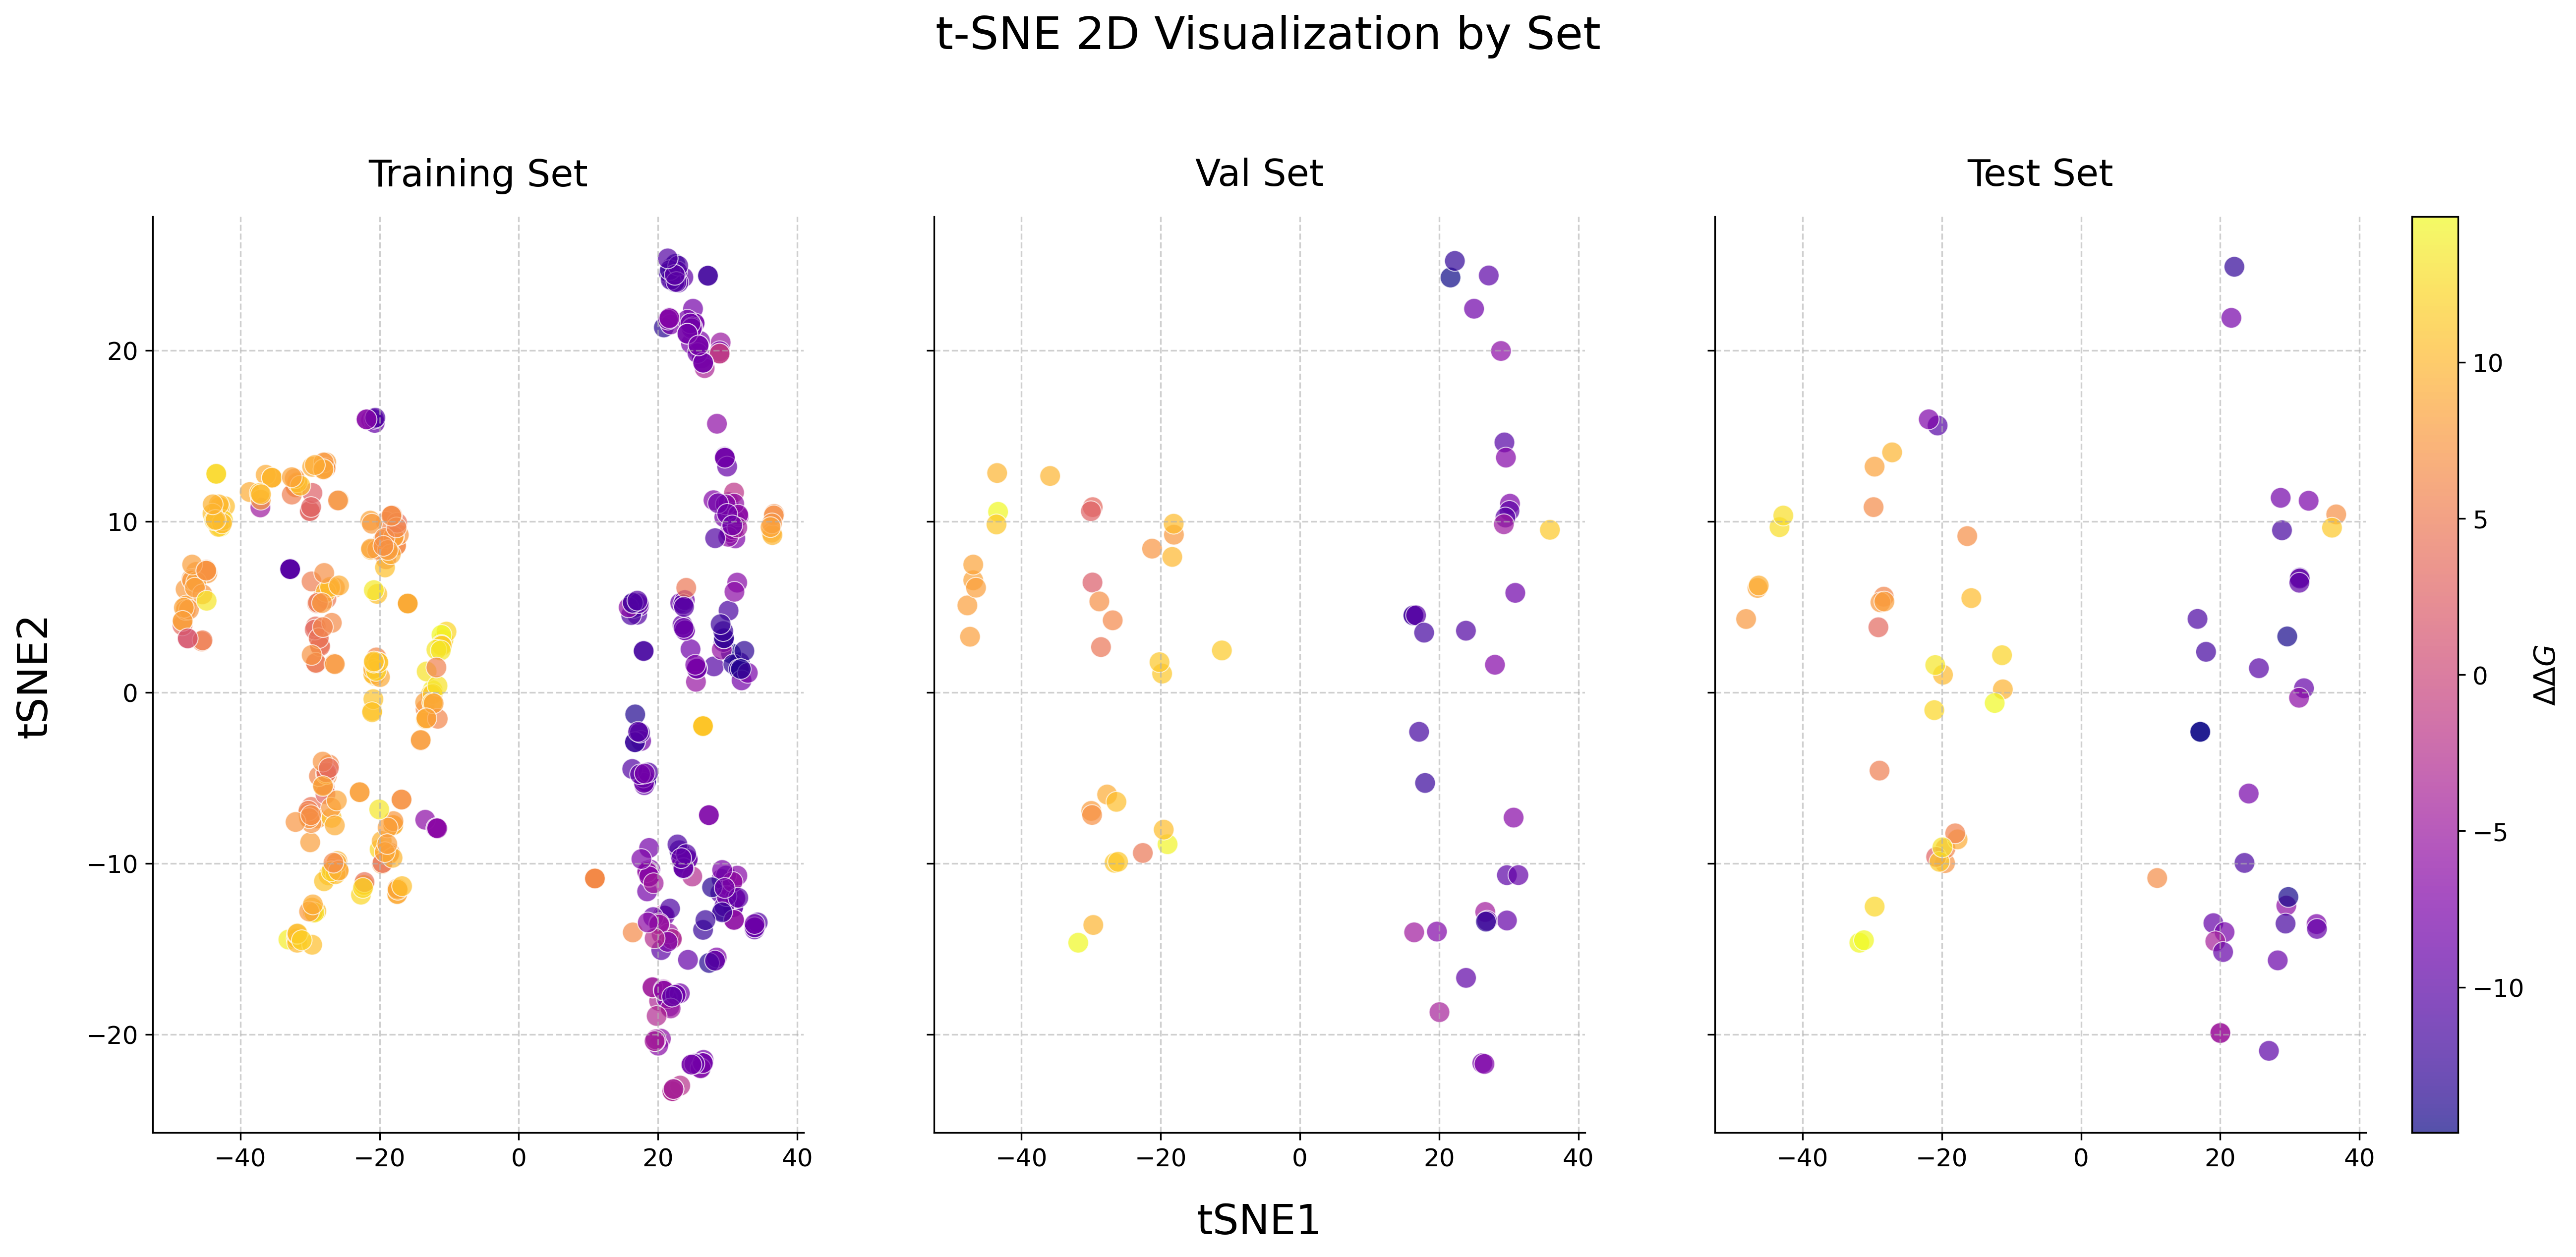 t-SNE 2D Visualization by Set
Training Set
Val Set
Test Set
tSNE2
20
10
0
−10
−20
−40 −20 0 20 40
−40 −20 0 20 40
−40 −20 0 20 40
tSNE1
10
5
0
−5
−10
ΔΔG